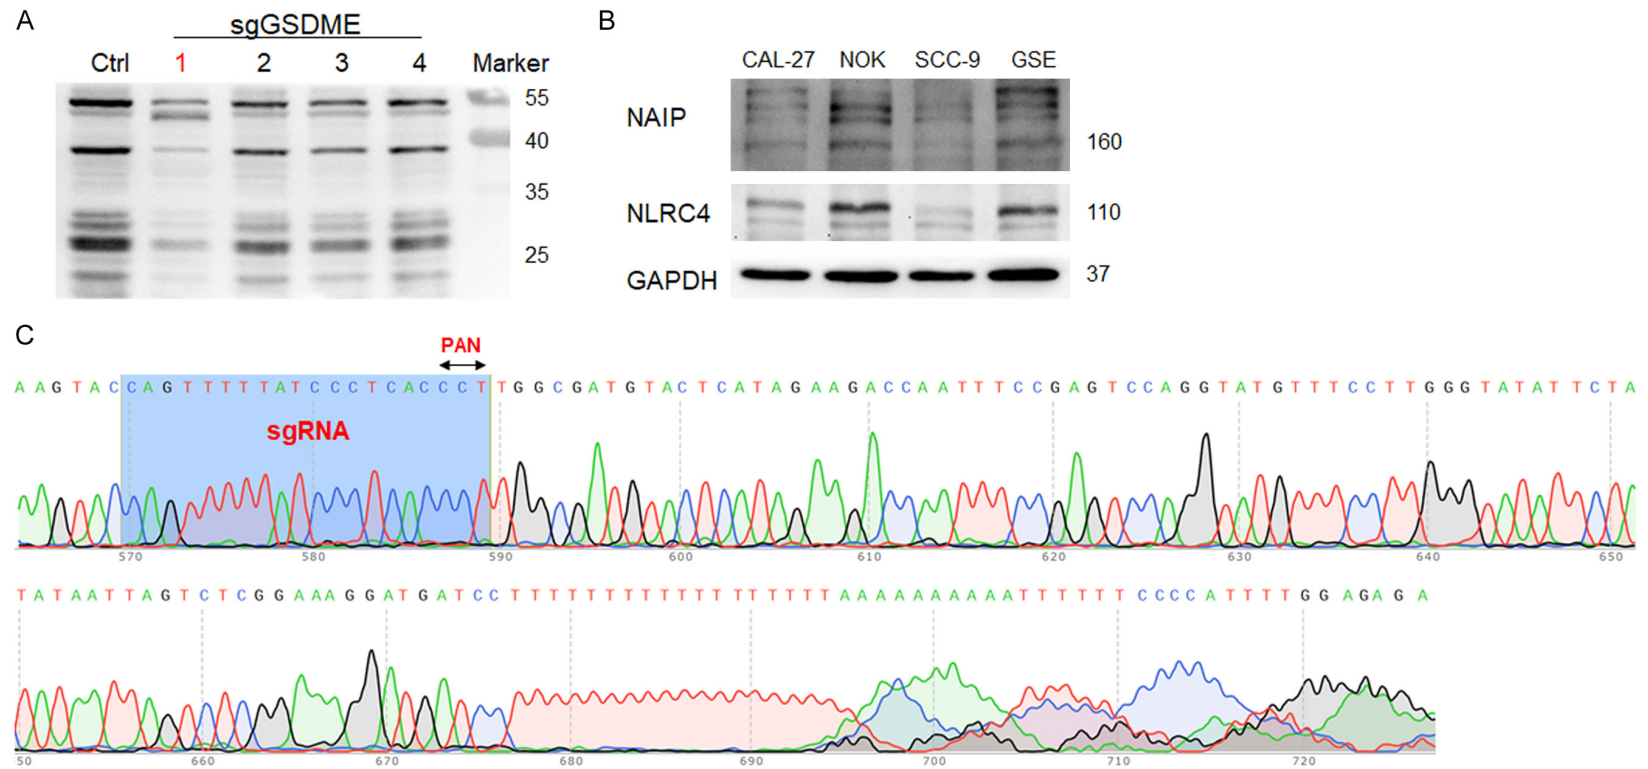 A
sgGSDME
Ctrl 1 2 3 4 Marker
55
40
35
25
B
CAL-27 NOK SCC-9 GSE
NAIP
160
NLRC4
110
GAPDH
37
C
PAN
A A G T A C C A G T T T T T A T C C C T C A C C C T T G G C G A T G T A C T C A T A G A A G A C C A A T T T C C G A G T C C A G G T A T G T T T C C T T G G G T A T A T T C T A
sgRNA
570 580 590 600 610 620 630 640 650
T A T A A T T A G T C T C G G A A A G G A T G A T C C T T T T T T T T T T T T T T T T T T A A A A A A A A A A T T T T T T C C C C A T T T T G G A G A G A
50 660 670 680 690 700 710 720